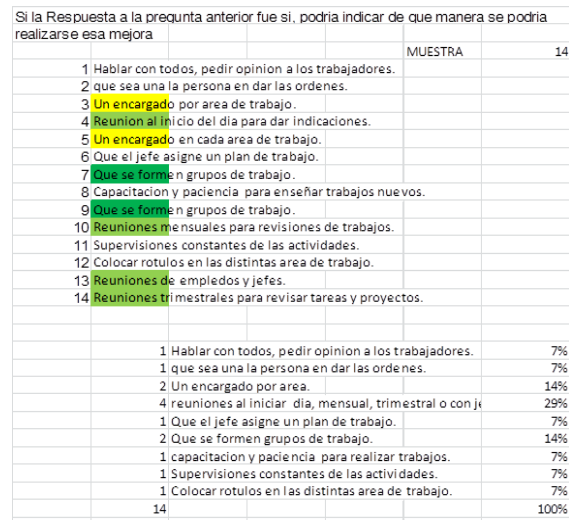 Si la Respuesta a la pregunta anterior fue si, podria indicar de que manera se podria
realizarse esa mejora
MUESTRA 14
1 Hablar con todos, pedir opinion a los trabajadores.
2 que sea una la persona en dar las ordenes.
3 Un encargado por area de trabajo.
4 Reunion al inicio del dia para dar indicaciones.
5 Un encargado en cada area de trabajo.
6 Que el jefe asigne un plan de trabajo.
7 Que se formen grupos de trabajo.
8 Capacitacion y paciencia para enseñar trabajos nuevos.
9 Que se formen grupos de trabajo.
10 Reuniones mensuales para revisiones de trabajos.
11 Supervisiones constantes de las actividades.
12 Colocar rotulos en las distintas area de trabajo.
13 Reuniones de empledos y jefes.
14 Reuniones trimestrales para revisar tareas y proyectos.
1 Hablar con todos, pedir opinion a los trabajadores. 7%
1 que sea una la persona en dar las ordenes. 7%
2 Un encargado por area. 14%
4 reuniones al iniciar dia, mensual, trimestral o con je 29%
1 Que el jefe asigne un plan de trabajo. 7%
2 Que se formen grupos de trabajo. 14%
1 capacitacion y paciencia para realizar trabajos. 7%
1 Supervisiones constantes de las actividades. 7%
1 Colocar rotulos en las distintas area de trabajo. 7%
14 100%